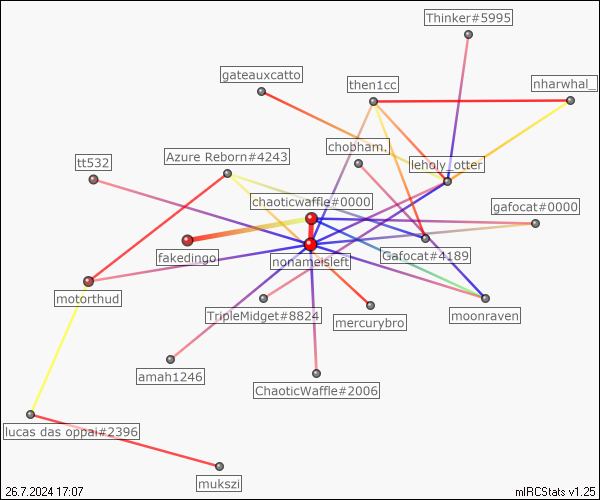 Thinker#5995
gateauxcatto
then1cc
nharwhal_
chobham.
Azure Reborn#4243
tt532
leholy_otter
chaoticwaffle#0000
gafocat#0000
fakedingo
nonameisleft
Gafocat#4189
motorthud
TripleMidget#8824
mercurybro
moonraven
amah1246
ChaoticWaffle#2006
lucas das oppai#2396
mukszi
26.7.2024 17:07
mIRCStats v1.25